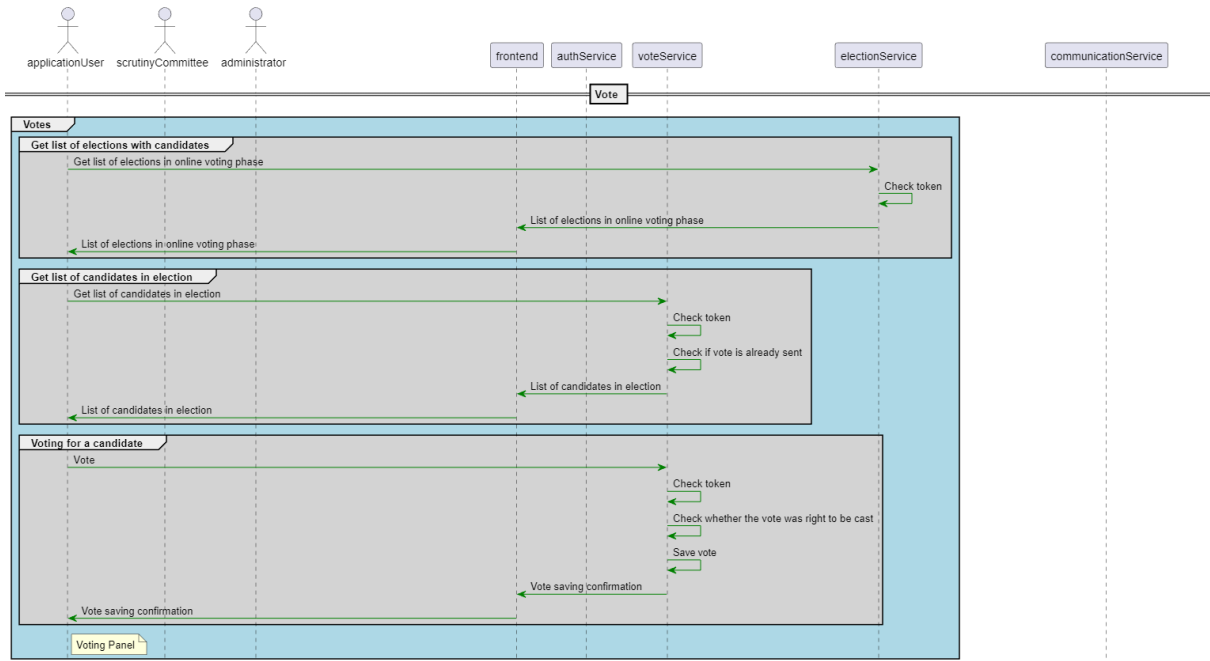 applicationUser scrutinyCommittee administrator frontend authService voteService electionService communicationService
Vote
Votes
Get list of elections with candidates
Get list of elections in online voting phase
Check token
List of elections in online voting phase
List of elections in online voting phase
Get list of candidates in election
Get list of candidates in election
Check token
Check if vote is already sent
List of candidates in election
List of candidates in election
Voting for a candidate
Vote
Check token
Check whether the vote was right to be cast
Save vote
Vote saving confirmation
Vote saving confirmation
Voting Panel